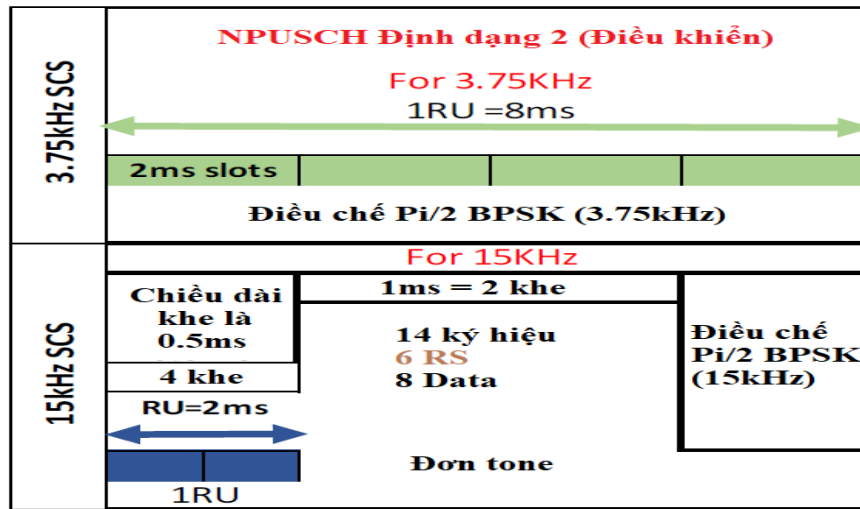 3.75kHz SCS
NPUSCH Định dạng 2 (Điều khiển)
For 3.75KHz
1RU =8ms
2ms slots
Điều chế Pi/2 BPSK (3.75kHz)
15kHz SCS
For 15KHz
Chiều dài
khe là
0.5ms
4 khe
RU=2ms
1RU
1ms = 2 khe
14 ký hiệu
6 RS
8 Data
Đơn tone
Điều chế
Pi/2 BPSK
(15kHz)